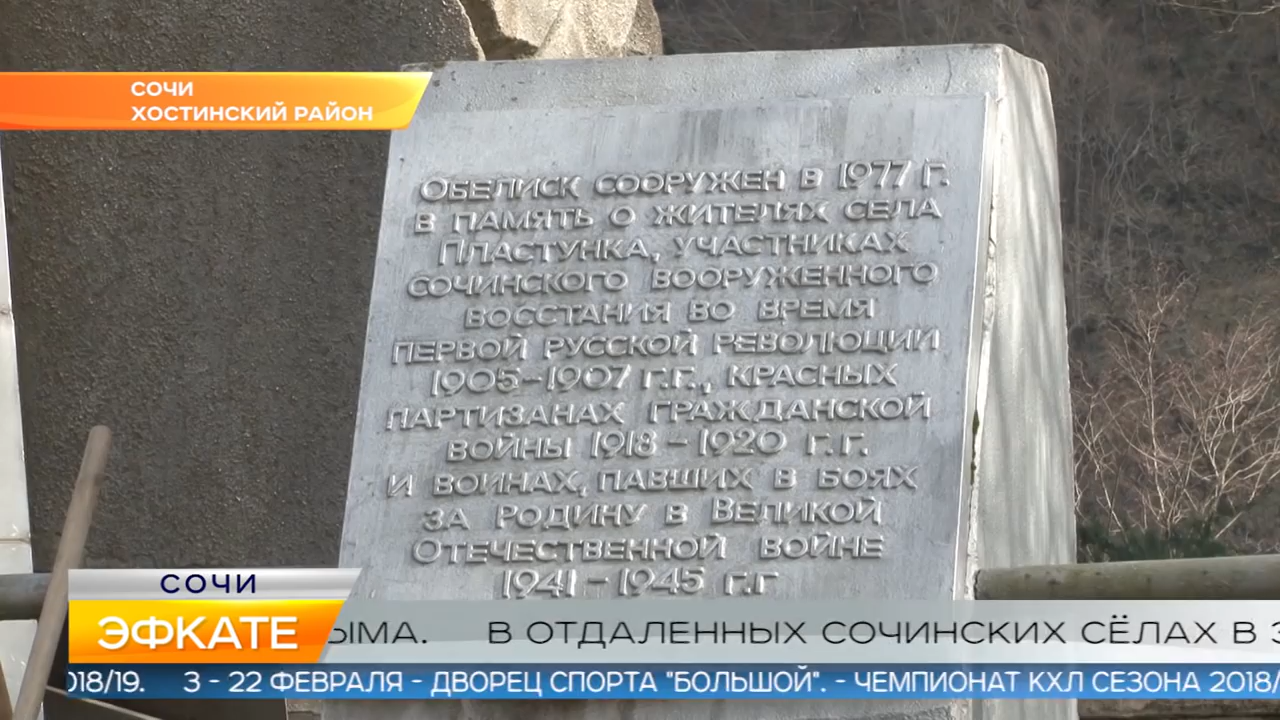 СОЧИ
ХОСТИНСКИЙ РАЙОН
ОБЕЛИСК СООРУЖЕН В 1977 Г.
В ПАМЯТЬ О ЖИТЕЛЯХ СЕЛА
ПЛАСТУНКА, УЧАСТНИКАХ
СОЧИНСКОГО ВООРУЖЕННОГО
ВОССТАНИЯ ВО ВРЕМЯ
ПЕРВОЙ РУССКОЙ РЕВОЛЮЦИИ
1905-1907 Г.Г., КРАСНЫХ
ПАРТИЗАНАХ ГРАЖДАНСКОЙ
ВОЙНЫ 1918 - 1920 Г.Г.
И ВОИНАХ, ПАВШИХ В БОЯХ
ЗА РОДИНУ В ВЕЛИКОЙ
ОТЕЧЕСТВЕННОЙ ВОЙНЕ
1941 - 1945 Г.Г
СОЧИ
ЭФКАТЕ
ЫМА. В ОТДАЛЕННЫХ СОЧИНСКИХ СЁЛАХ В
018/19. 3 - 22 ФЕВРАЛЯ - ДВОРЕЦ СПОРТА "БОЛЬШОЙ". - ЧЕМПИОНАТ КХЛ СЕЗОНА 2018/